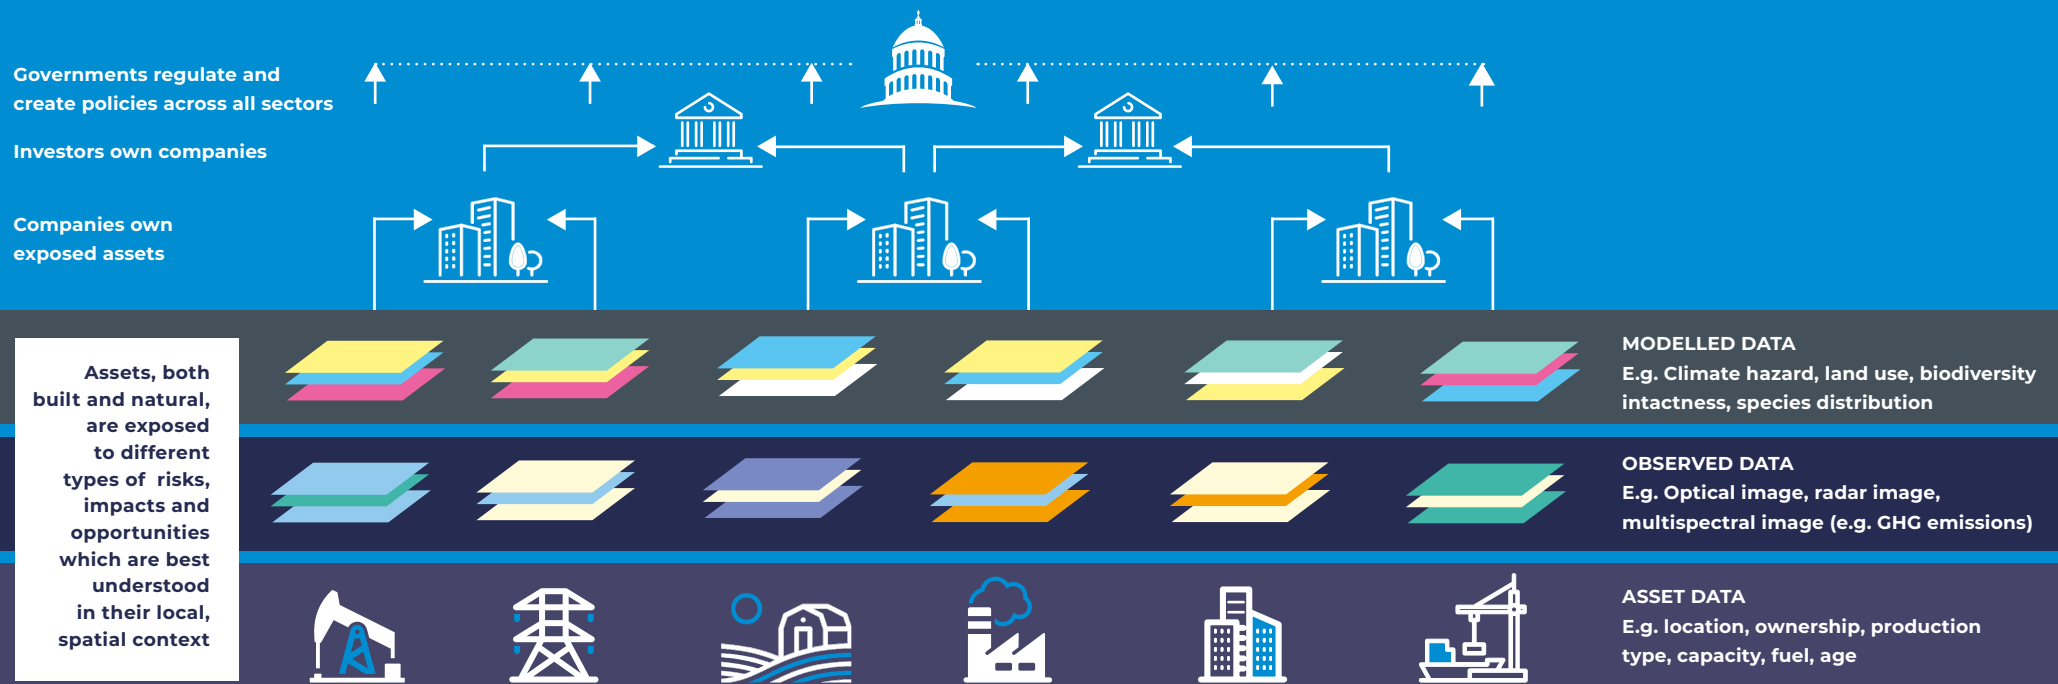 Governments regulate and
create policies across all sectors
Investors own companies
Companies own
exposed assets
Assets, both
built and natural,
are exposed
to different
types of risks,
impacts and
opportunities
which are best
understood
in their local,
spatial context
MODELLED DATA
E.g. Climate hazard, land use, biodiversity
intactness, species distribution
OBSERVED DATA
E.g. Optical image, radar image,
multispectral image (e.g. GHG emissions)
ASSET DATA
E.g. location, ownership, production
type, capacity, fuel, age